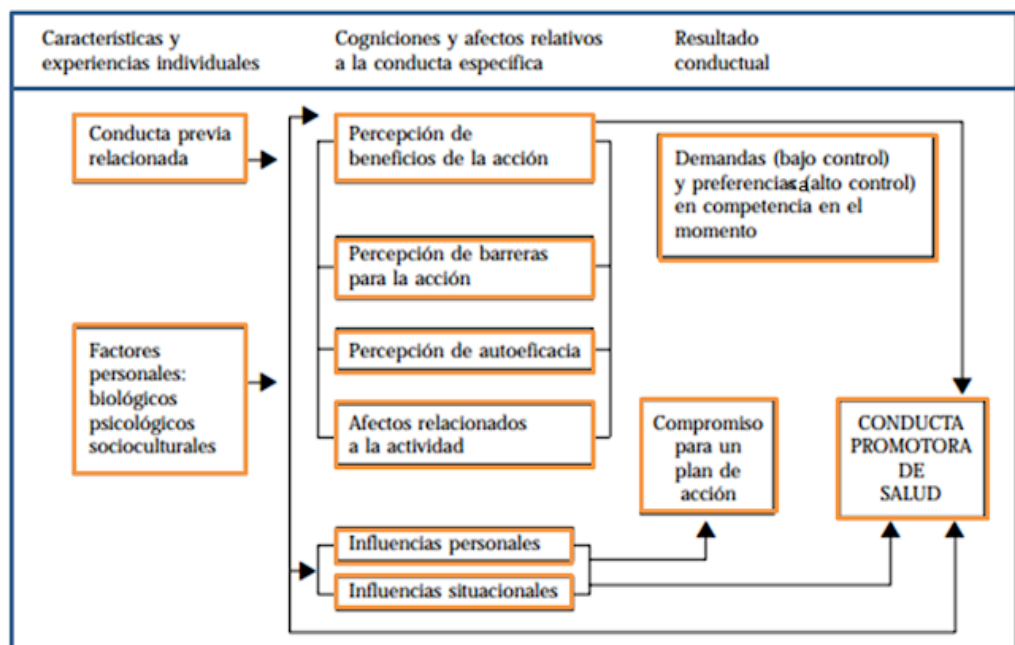 Características y
experiencias individuales
Cogniciones y afectos relativos
a la conducta específica
Resultado
conductual
Conducta previa
relacionada
Percepción de
beneficios de la acción
Demandas (bajo control)
y preferencias (alto control)
en competencia en el
momento
Percepción de barreras
para la acción
Factores
personales:
biológicos
psicológicos
socioculturales
Percepción de autoeficacia
Afectos relacionados
a la actividad
Compromiso
para un
plan de
acción
CONDUCTA
PROMOTORA
DE
SALUD
Influencias personales
Influencias situacionales